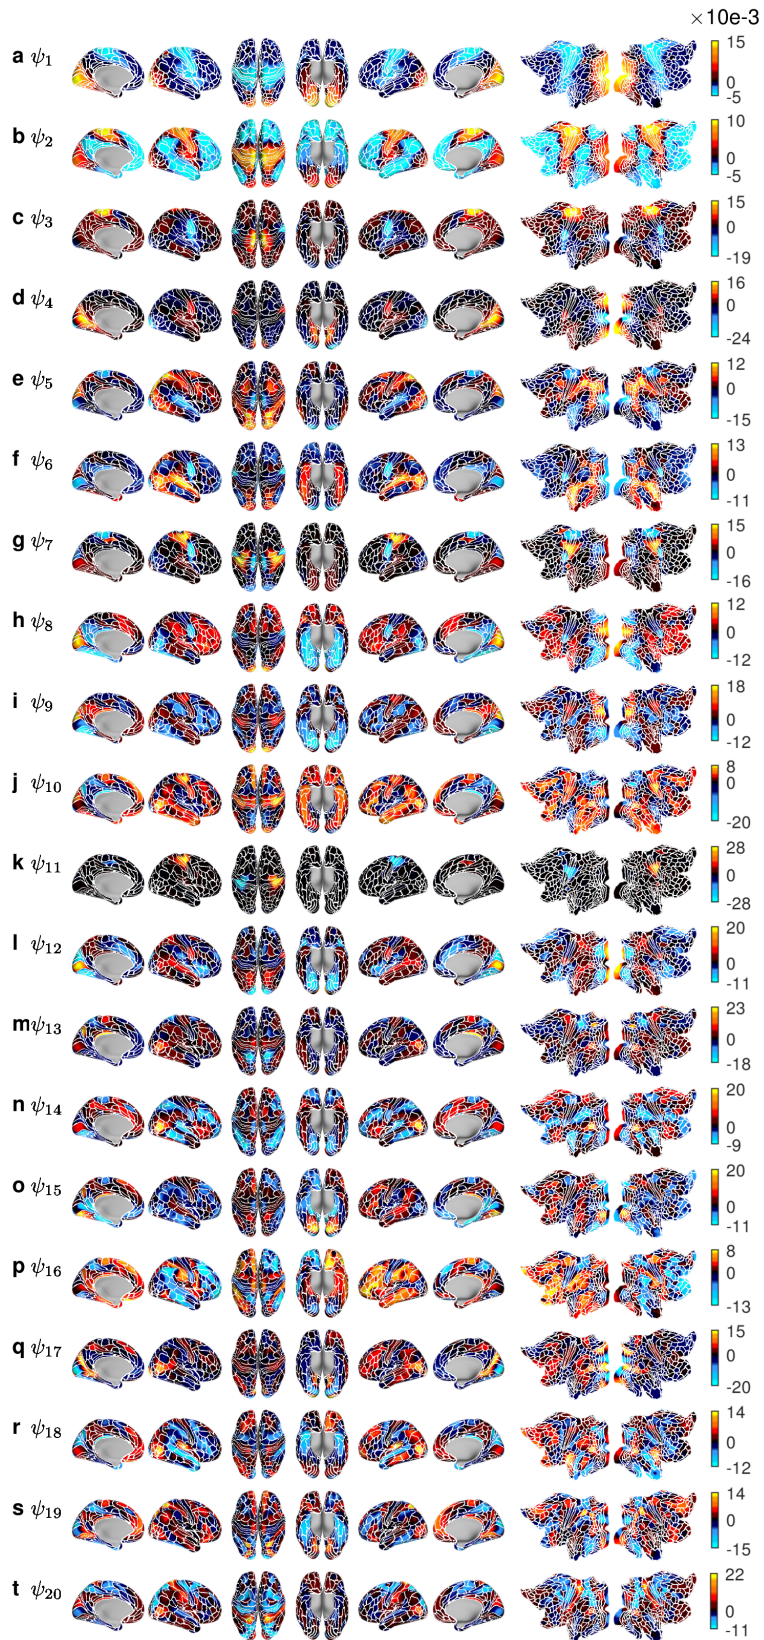 ×10e-3
a ψ1 15 0 -5
b ψ2 10 0 -5
c ψ3 15 0 -19
d ψ4 16 0 -24
e ψ5 12 0 -15
f ψ6 13 0 -11
g ψ7 15 0 -16
h ψ8 12 0 -12
i ψ9 18 0 -12
j ψ10 8 0 -20
k ψ11 28 0 -28
l ψ12 20 0 -11
m ψ13 23 0 -18
n ψ14 20 0 -9
o ψ15 20 0 -11
p ψ16 8 0 -13
q ψ17 15 0 -20
r ψ18 14 0 -12
s ψ19 14 0 -15
t ψ20 22 0 -11